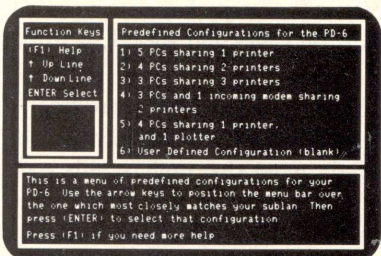 Function Keys
(F1) Help
↑ Up Line
↑ Down Line
ENTER Select
Predefined Configurations for the PD-6
1) 5 PCs sharing 1 printer
2) 4 PCs sharing 2 printers
3) 3 PCs sharing 3 printers
4) 3 PCs and 1 incoming modem sharing
2 printers
5) 4 PCs sharing 1 printer,
and 1 plotter
6) User Defined Configuration (blank)
This is a menu of predefined configurations for your
PD-6. Use the arrow keys to position the menu bar over
the one which most closely matches your sublan. Then
press (ENTER) to select that configuration
Press (F1) if you need more help